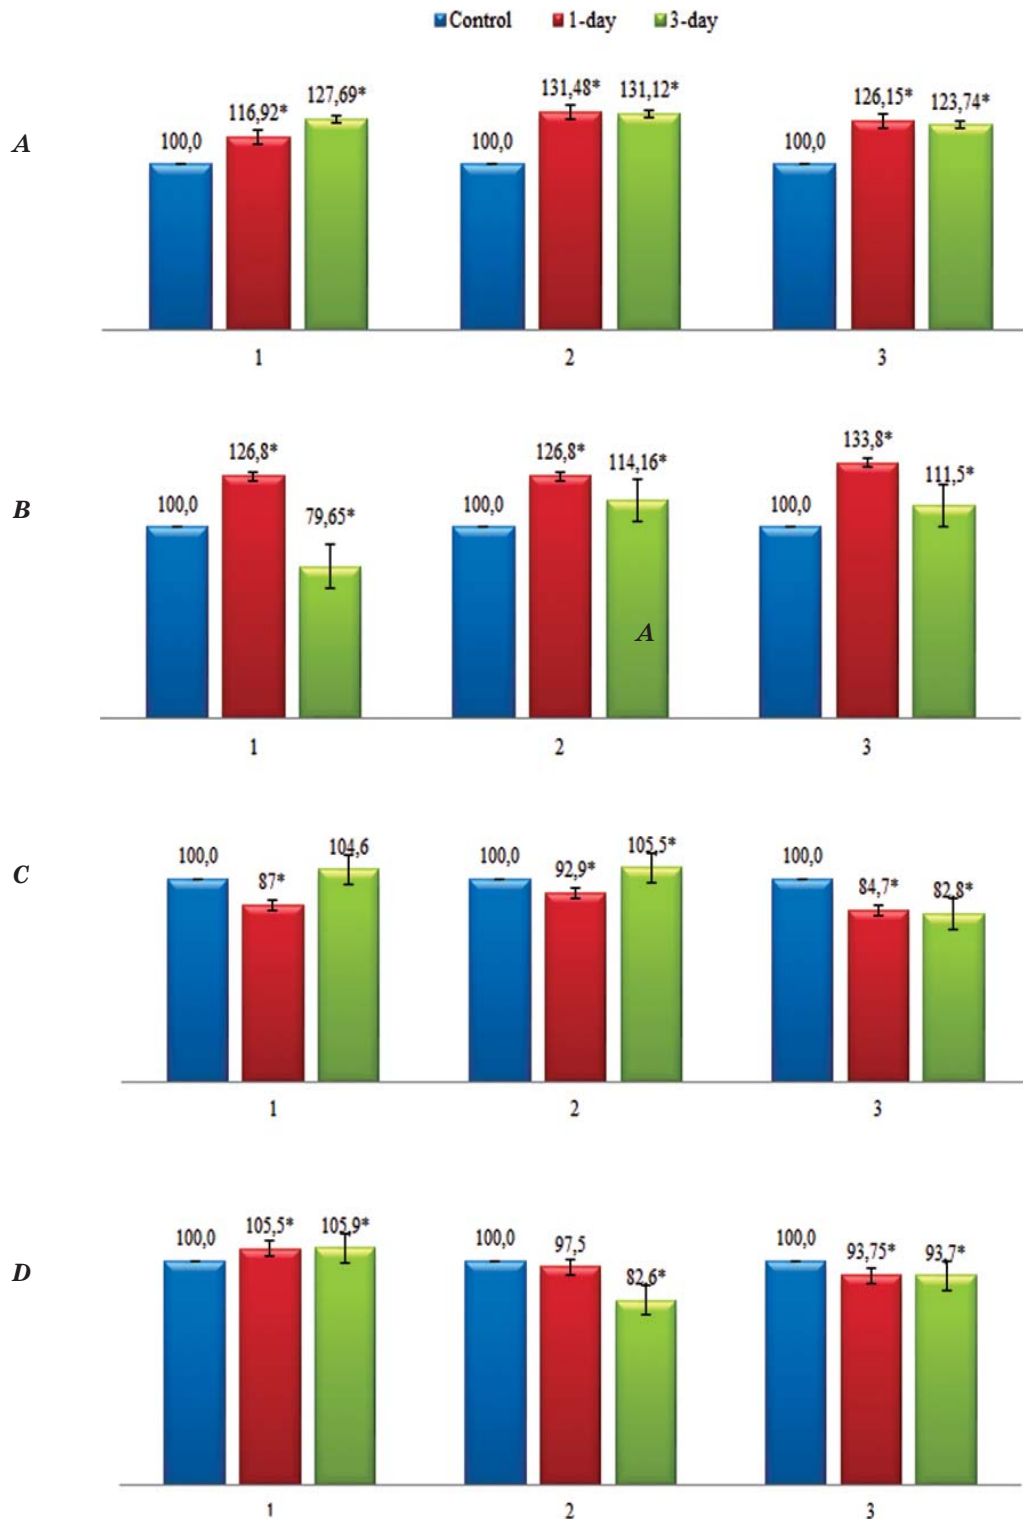 Control 1-day 3-day
A
100,0 116,92* 127,69* 100,0 131,48* 131,12* 100,0 126,15* 123,74*
1 2 3
B
100,0 126,8* 79,65* 100,0 126,8* 114,16* 100,0 133,8* 111,5*
A
1 2 3
C
100,0 87* 104,6 100,0 92,9* 105,5* 100,0 84,7* 82,8*
1 2 3
D
100,0 105,5* 105,9* 100,0 97,5 82,6* 100,0 93,75* 93,7*
1 2 3